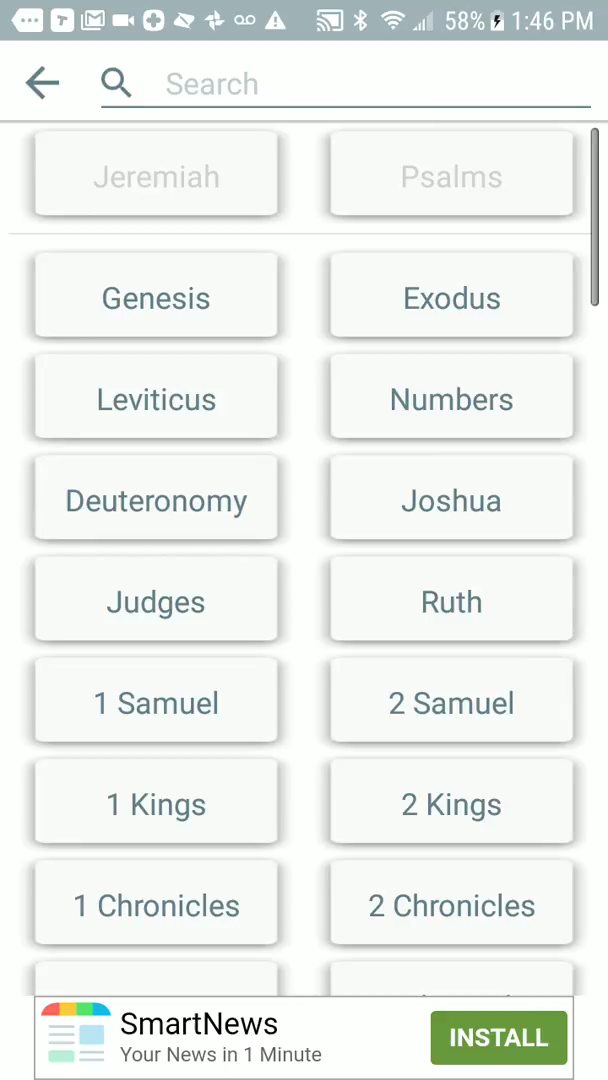 58% 1:46 PM
Search
Jeremiah Psalms
Genesis Exodus
Leviticus Numbers
Deuteronomy Joshua
Judges Ruth
1 Samuel 2 Samuel
1 Kings 2 Kings
1 Chronicles 2 Chronicles
SmartNews
Your News in 1 Minute
INSTALL